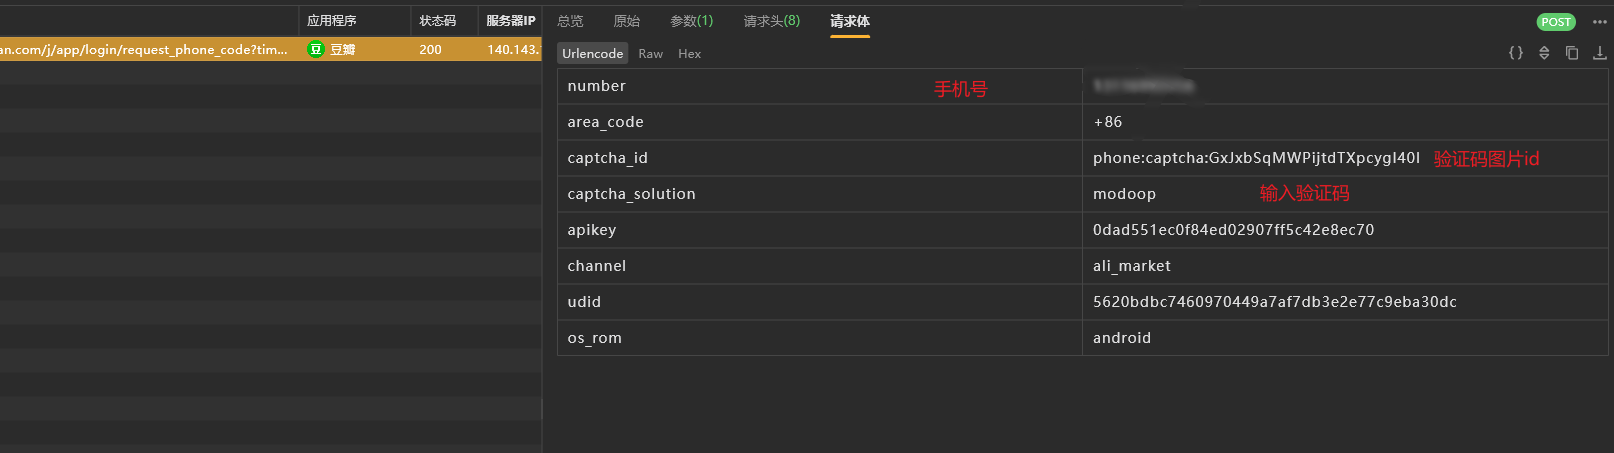 应用程序 状态码 服务器IP
an.com/j/app/login/request_phone_code?tim... 豆 豆瓣 200 140.143.
总览 原始 参数(1) 请求头(8) 请求体 POST
Urlencode Raw Hex
number 手机号
area_code +86
captcha_id phone:captcha:GxJxbSqMWPijtdTXpcygI40l 验证码图片id
captcha_solution modoop 输入验证码
apikey 0dad551ec0f84ed02907ff5c42e8ec70
channel ali_market
udid 5620bdbc7460970449a7af7db3e2e77c9eba30dc
os_rom android